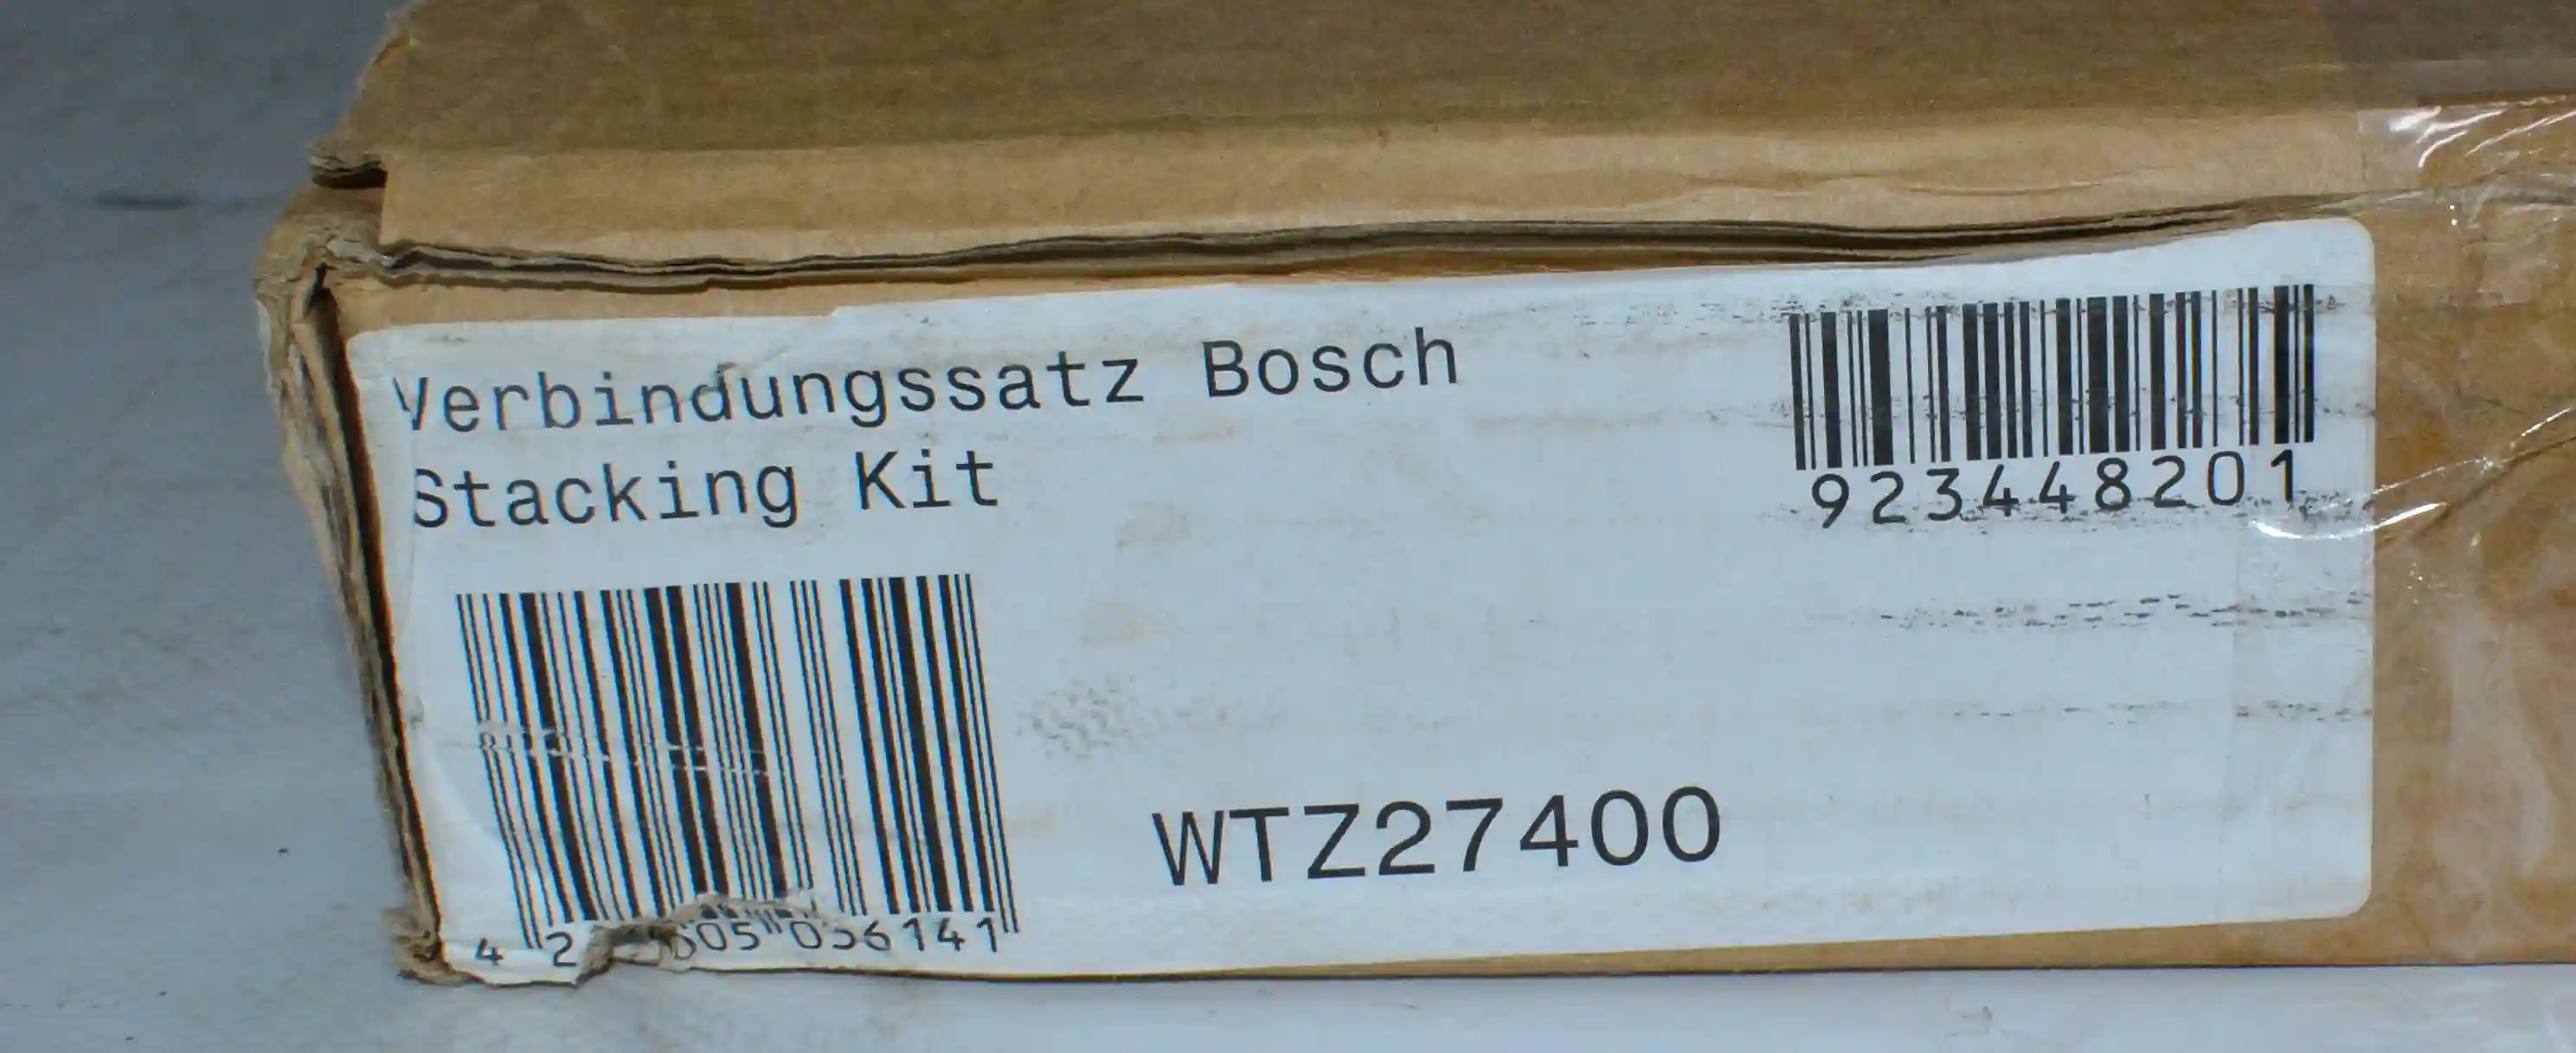 Verbindungssatz Bosch
Stacking Kit
923448201
WTZ27400